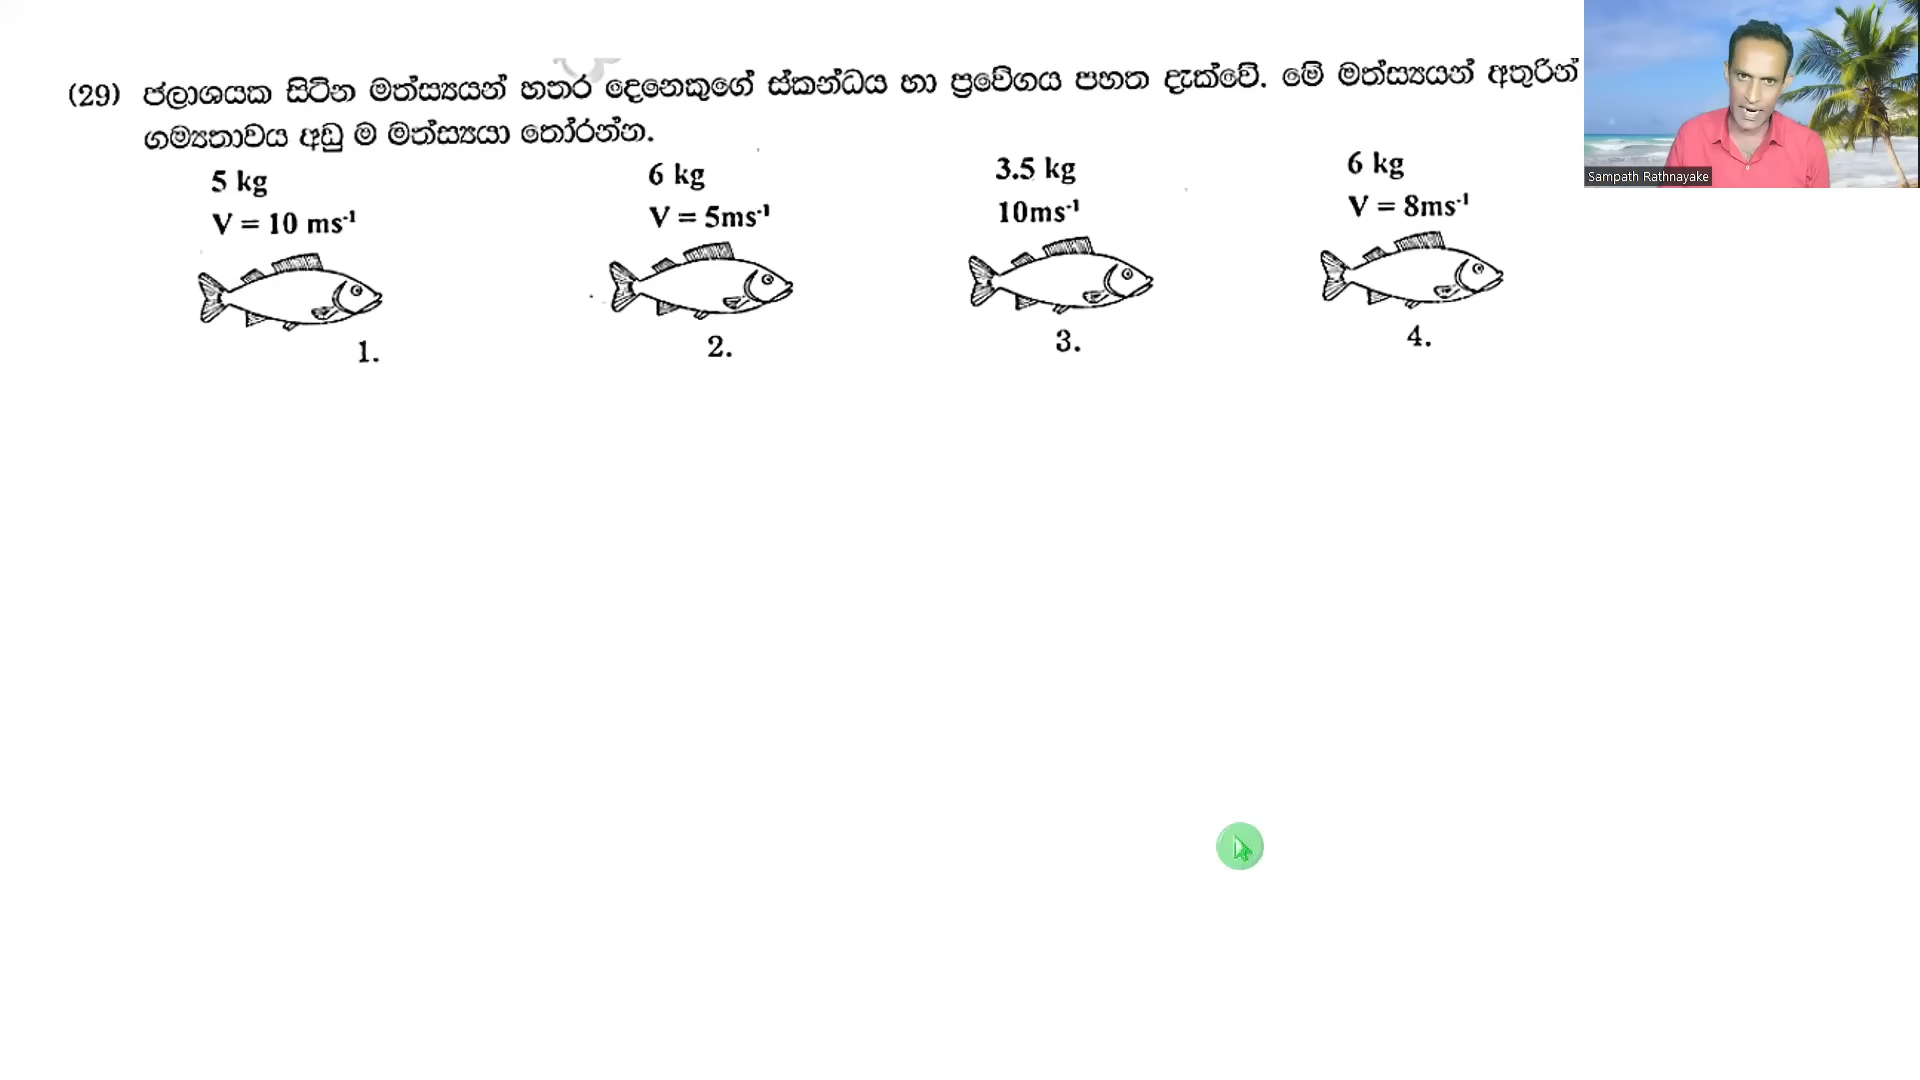 (29) ජලාශයක සිටින මත්ස්‍යයන් හතර දෙනෙකුගේ ස්කන්ධය හා ප්‍රවේගය පහත දැක්වේ. මේ මත්ස්‍යයන් අතුරින්
ගම්‍යතාවය අඩු ම මත්ස්‍යයා තෝරන්න.
5 kg
V = 10 ms⁻¹
1.
6 kg
V = 5ms⁻¹
2.
3.5 kg
10ms⁻¹
3.
6 kg
V = 8ms⁻¹
4.
Sampath Rathnayake